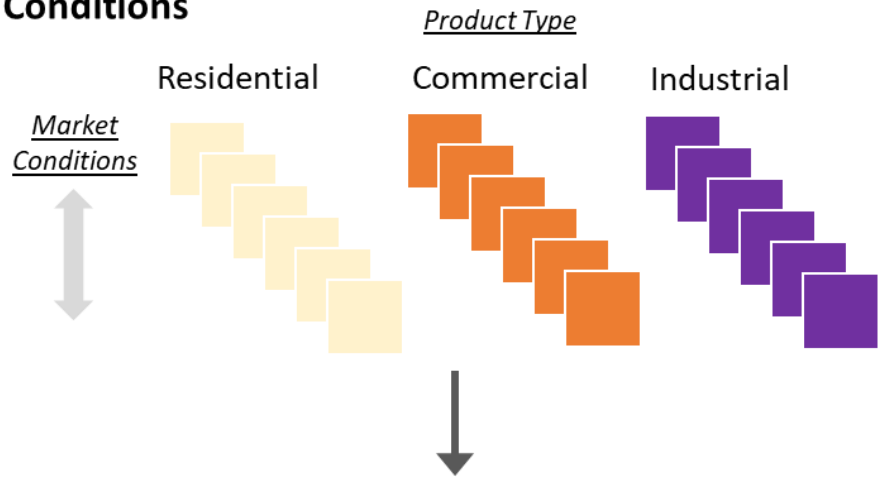 Conditions
Product Type
Residential
Commercial
Industrial
Market
Conditions